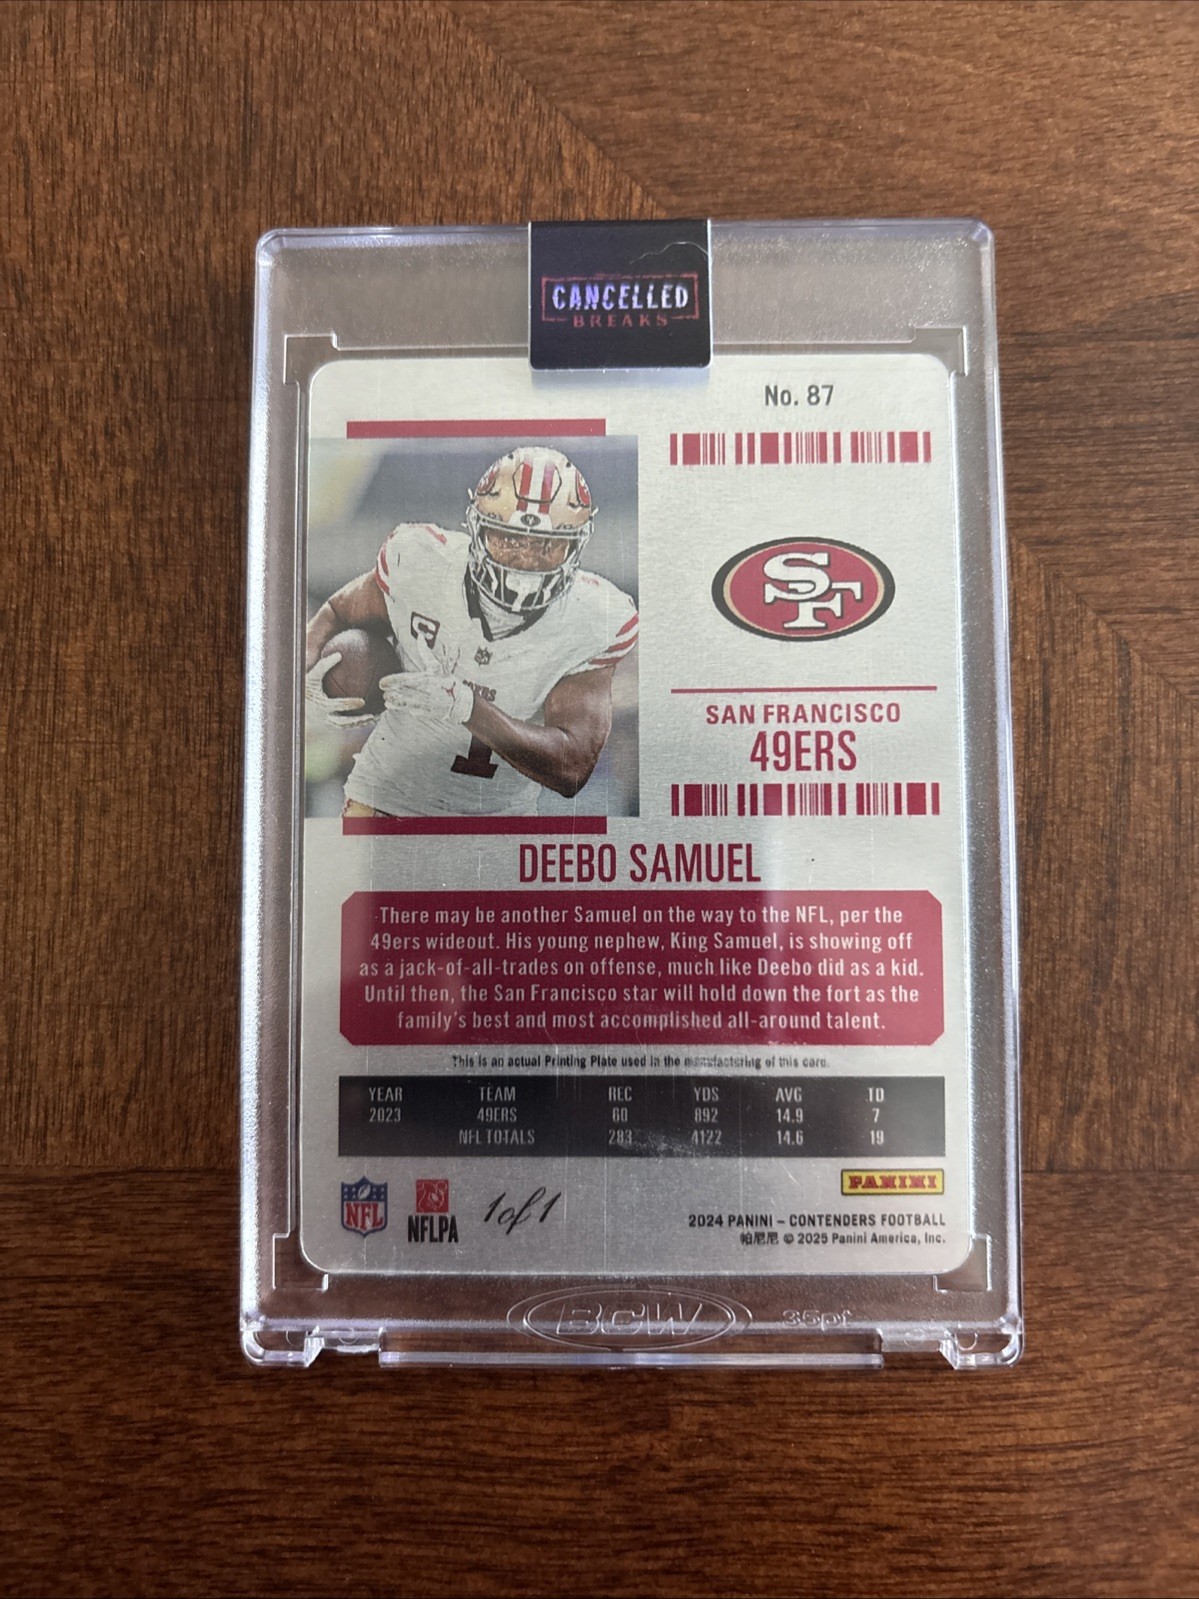 CANCELLED
BREAKS
No. 87
SF
C
49ERS
1
SAN FRANCISCO
49ERS
DEEBO SAMUEL
There may be another Samuel on the way to the NFL, per the
49ers wideout. His young nephew, King Samuel, is showing off
as a jack-of-all-trades on offense, much like Deebo did as a kid.
Until then, the San Francisco star will hold down the fort as the
family's best and most accomplished all-around talent.
This is an actual Printing Plate used in the manufacturing of this card.
YEAR TEAM REC YDS AVG TD
2023 49ERS 60 892 14.9 7
NFL TOTALS 283 4122 14.6 19
NFL
NFLPA
1 of 1
PANINI
2024 PANINI – CONTENDERS FOOTBALL
帕尼尼 © 2025 Panini America, Inc.
BCW
35pt